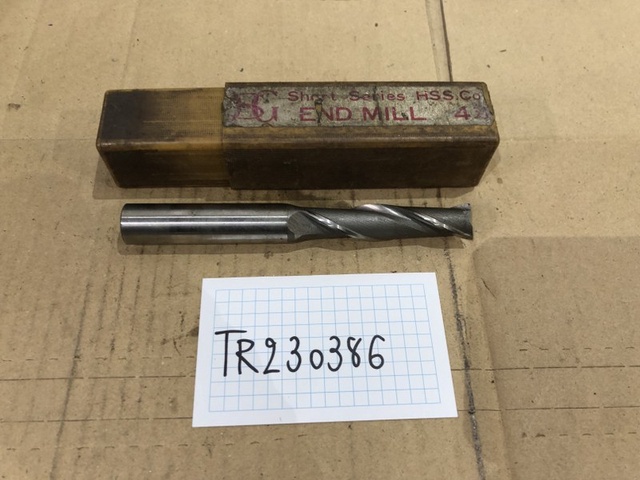 Short Series HSS.Co
END MILL 4
TR230386